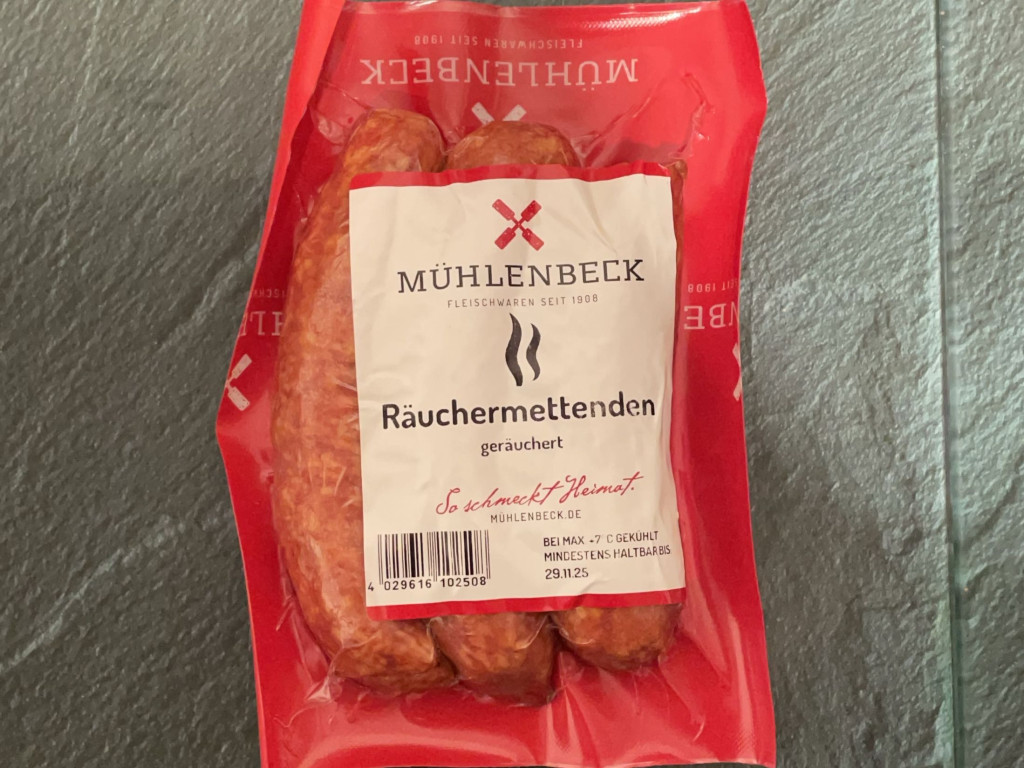 MÜHLENBECK
FLEISCHWAREN SEIT 1908
MÜHLENBECK
FLEISCHWAREN SEIT 1908
Räuchermettenden
geräuchert
So schmeckt Heimat.
MÜHLENBECK.DE
BEI MAX +7°C GEKÜHLT
MINDESTENS HALTBAR BIS
29.11.25
4 029616 102508